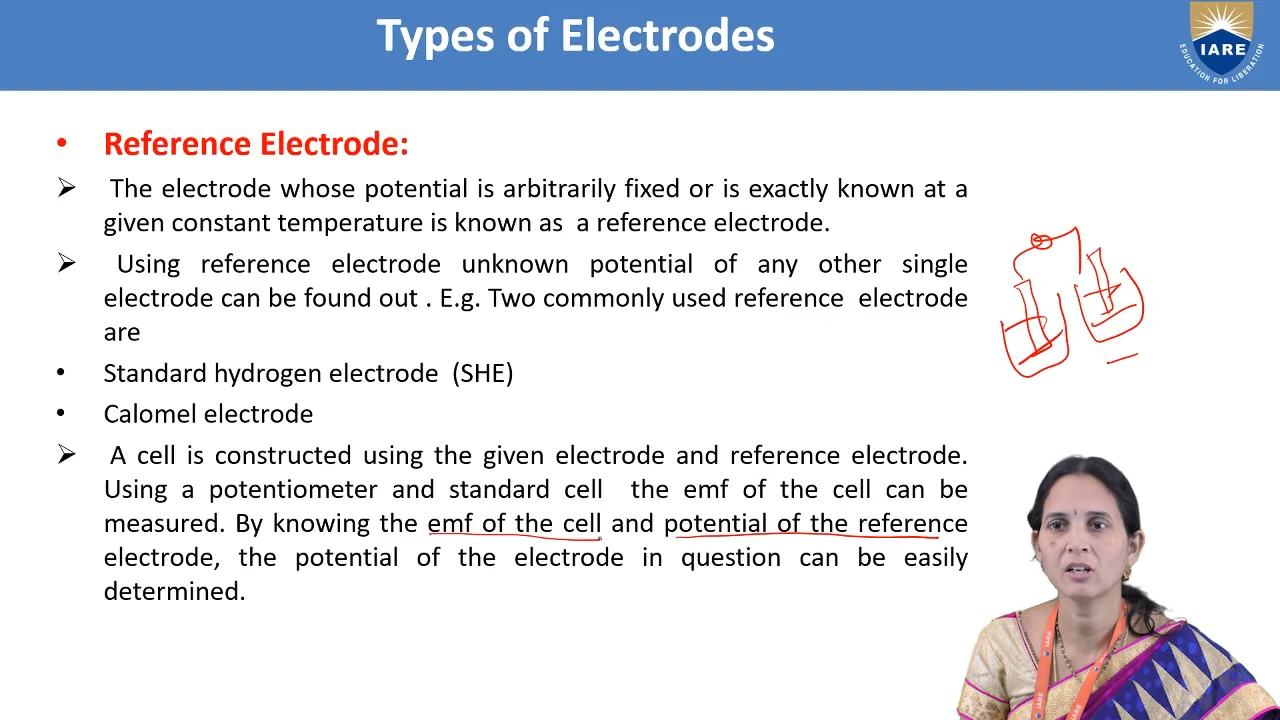 Types of Electrodes
IARE
EDUCATION FOR LIBERATION
• Reference Electrode:
➢ The electrode whose potential is arbitrarily fixed or is exactly known at a
given constant temperature is known as a reference electrode.
➢ Using reference electrode unknown potential of any other single
electrode can be found out . E.g. Two commonly used reference electrode
are
• Standard hydrogen electrode (SHE)
• Calomel electrode
➢ A cell is constructed using the given electrode and reference electrode.
Using a potentiometer and standard cell the emf of the cell can be
measured. By knowing the emf of the cell and potential of the reference
electrode, the potential of the electrode in question can be easily
determined.
IARE
IARE